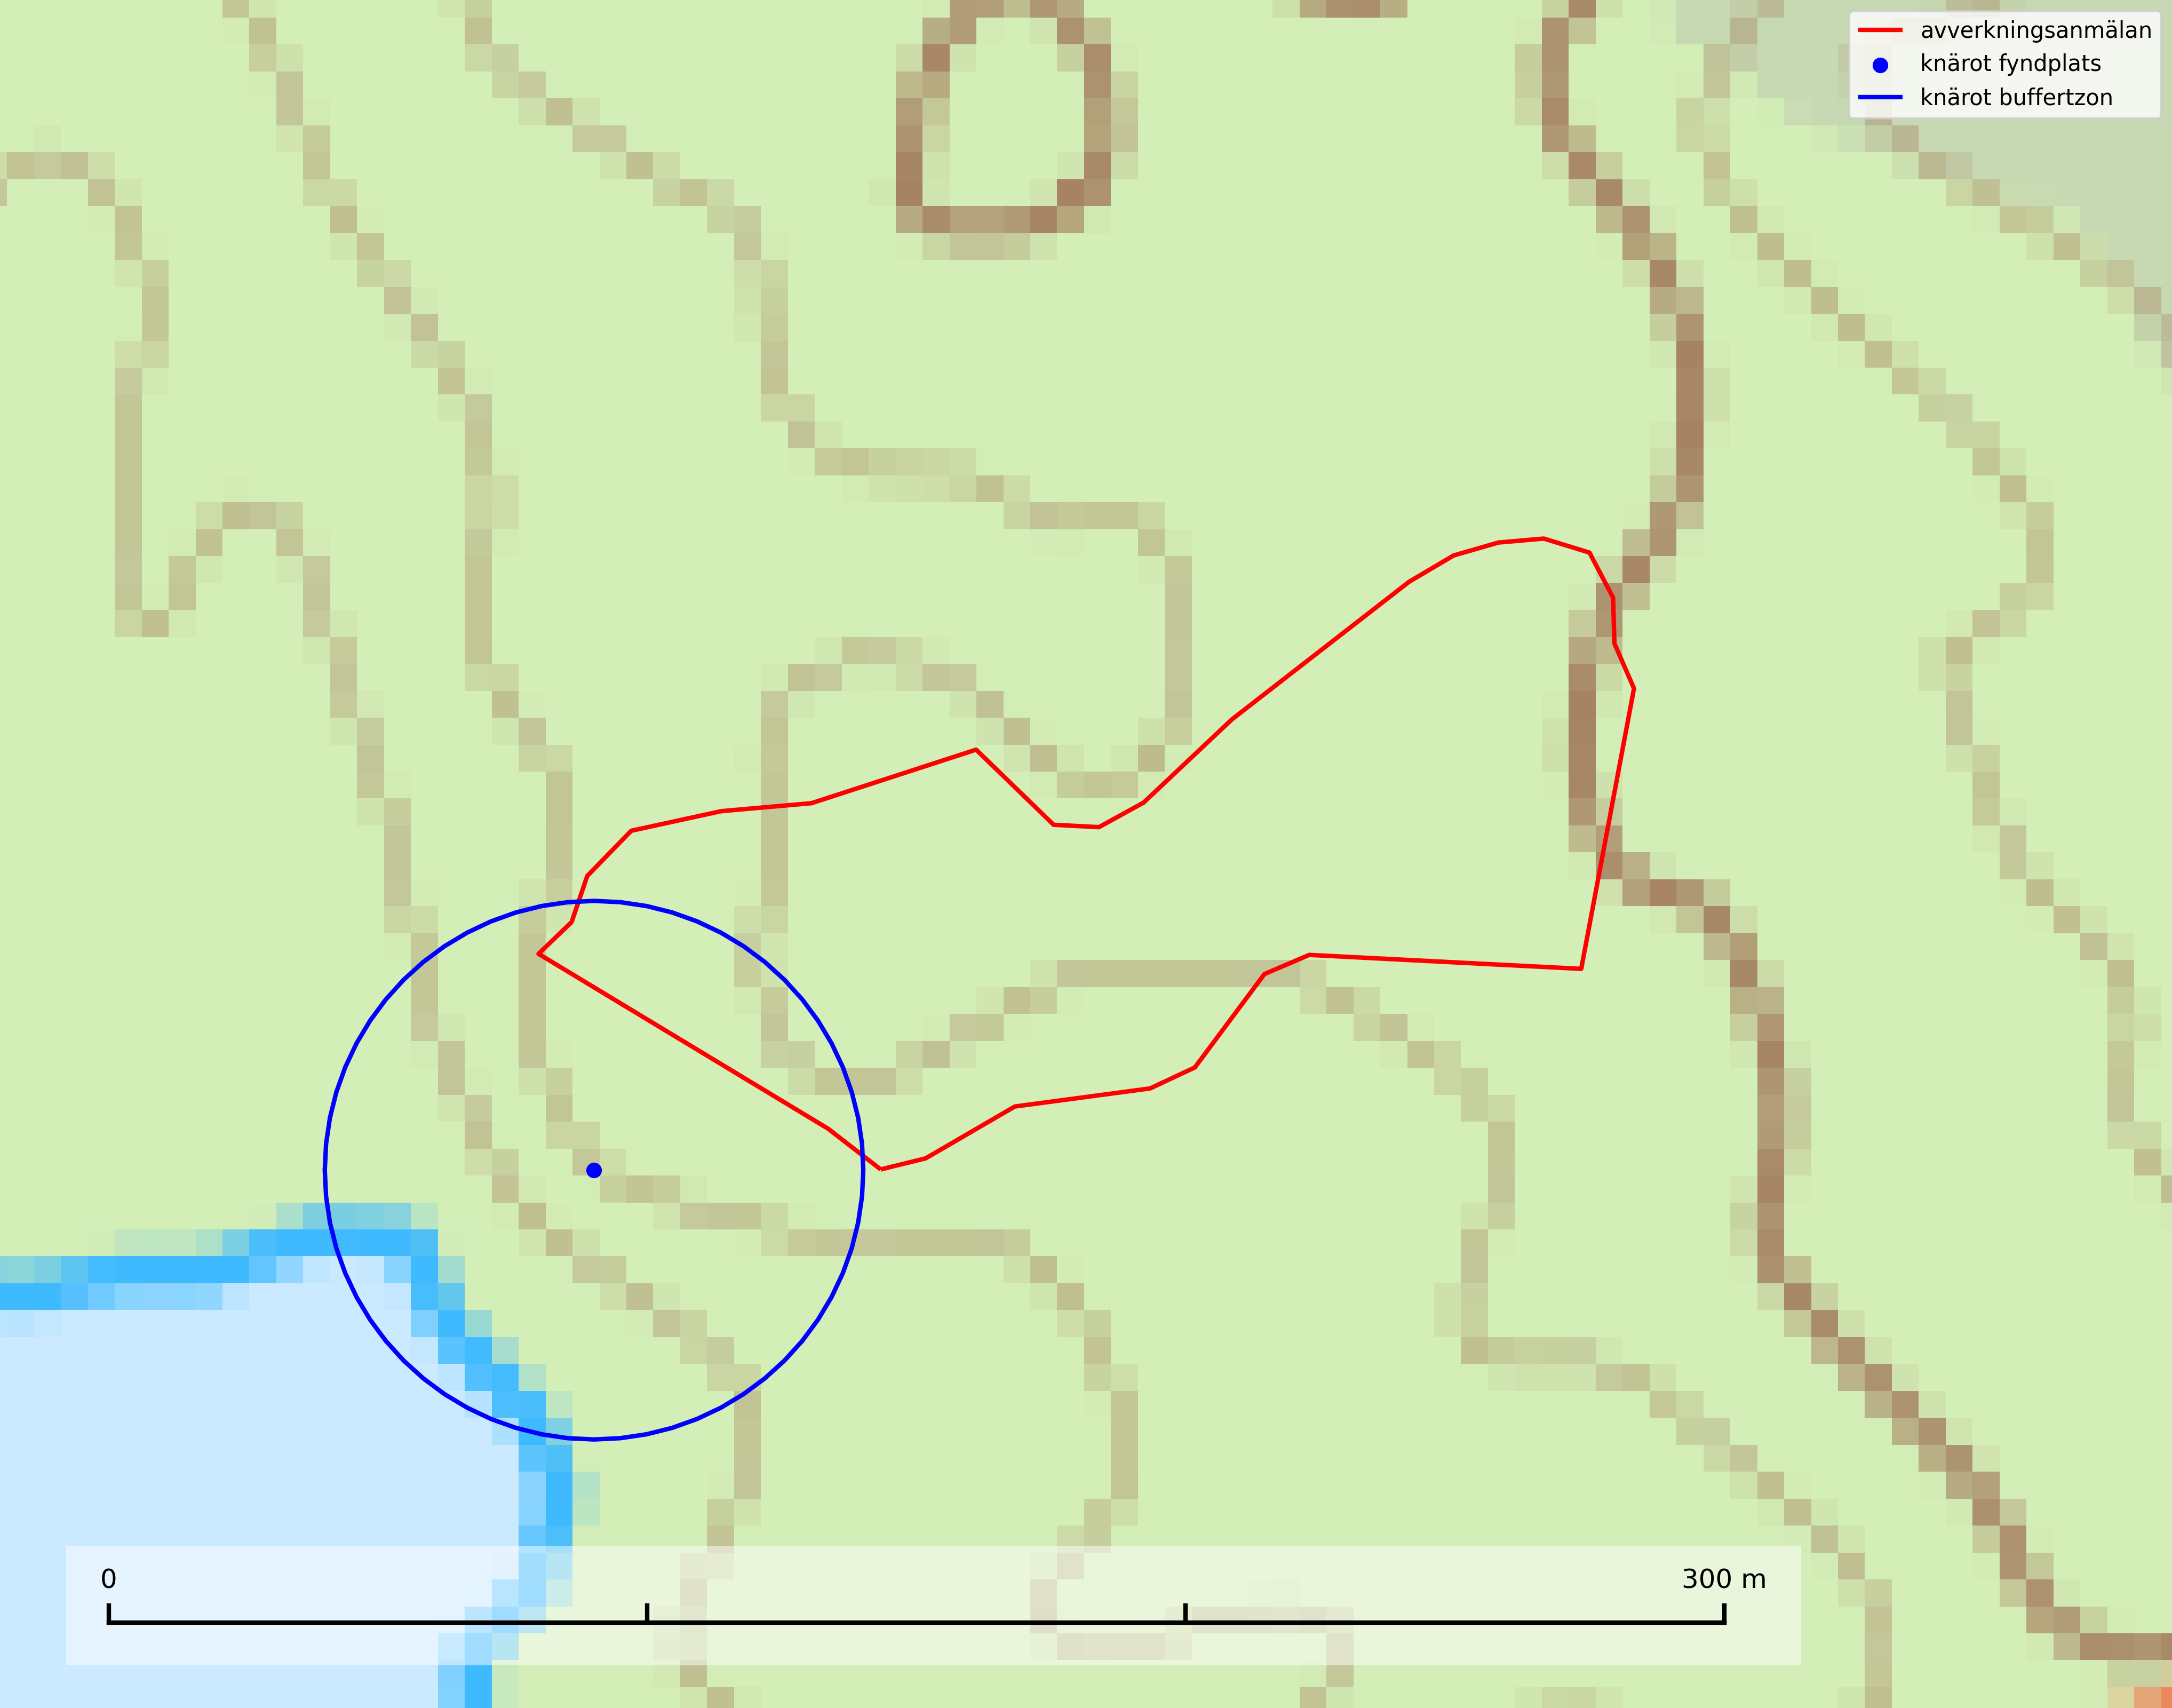 avverkningsanmälan
knärot fyndplats
knärot buffertzon
0
300 m